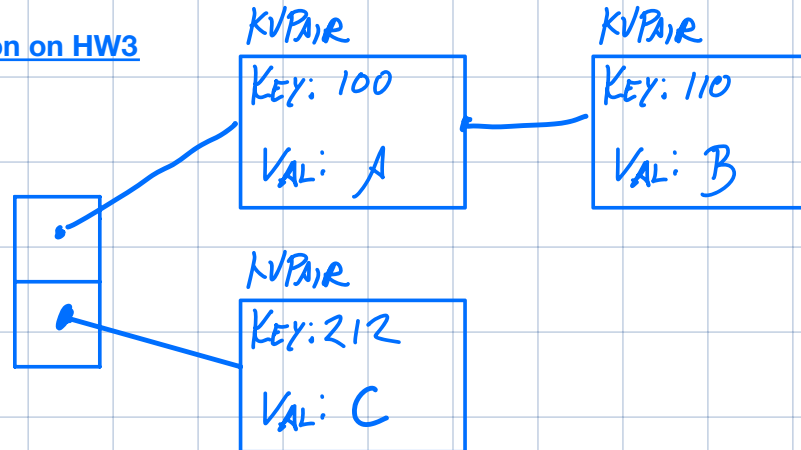 on on HW3
KVPAIR
KEY: 100
VAL: A
KVPAIR
KEY: 110
VAL: B
KVPAIR
KEY: 212
VAL: C